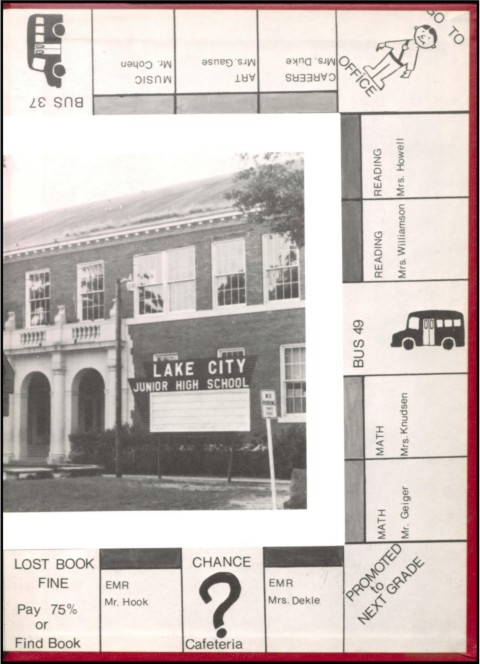 BUS 37
MUSIC
Mr. Cohen
ART
Mrs. Gause
CAREERS
Mrs. Duke
GO TO
OFFICE
READING
Mrs. Howell
READING
Mrs. Williamson
BUS 49
MATH
Mrs. Knudsen
MATH
Mr. Geiger
LAKE CITY
JUNIOR HIGH SCHOOL
NO
PARKING
LOST BOOK
FINE
Pay 75%
or
Find Book
EMR
Mr. Hook
CHANCE
?
Cafeteria
EMR
Mrs. Dekle
PROMOTED
to
NEXT GRADE